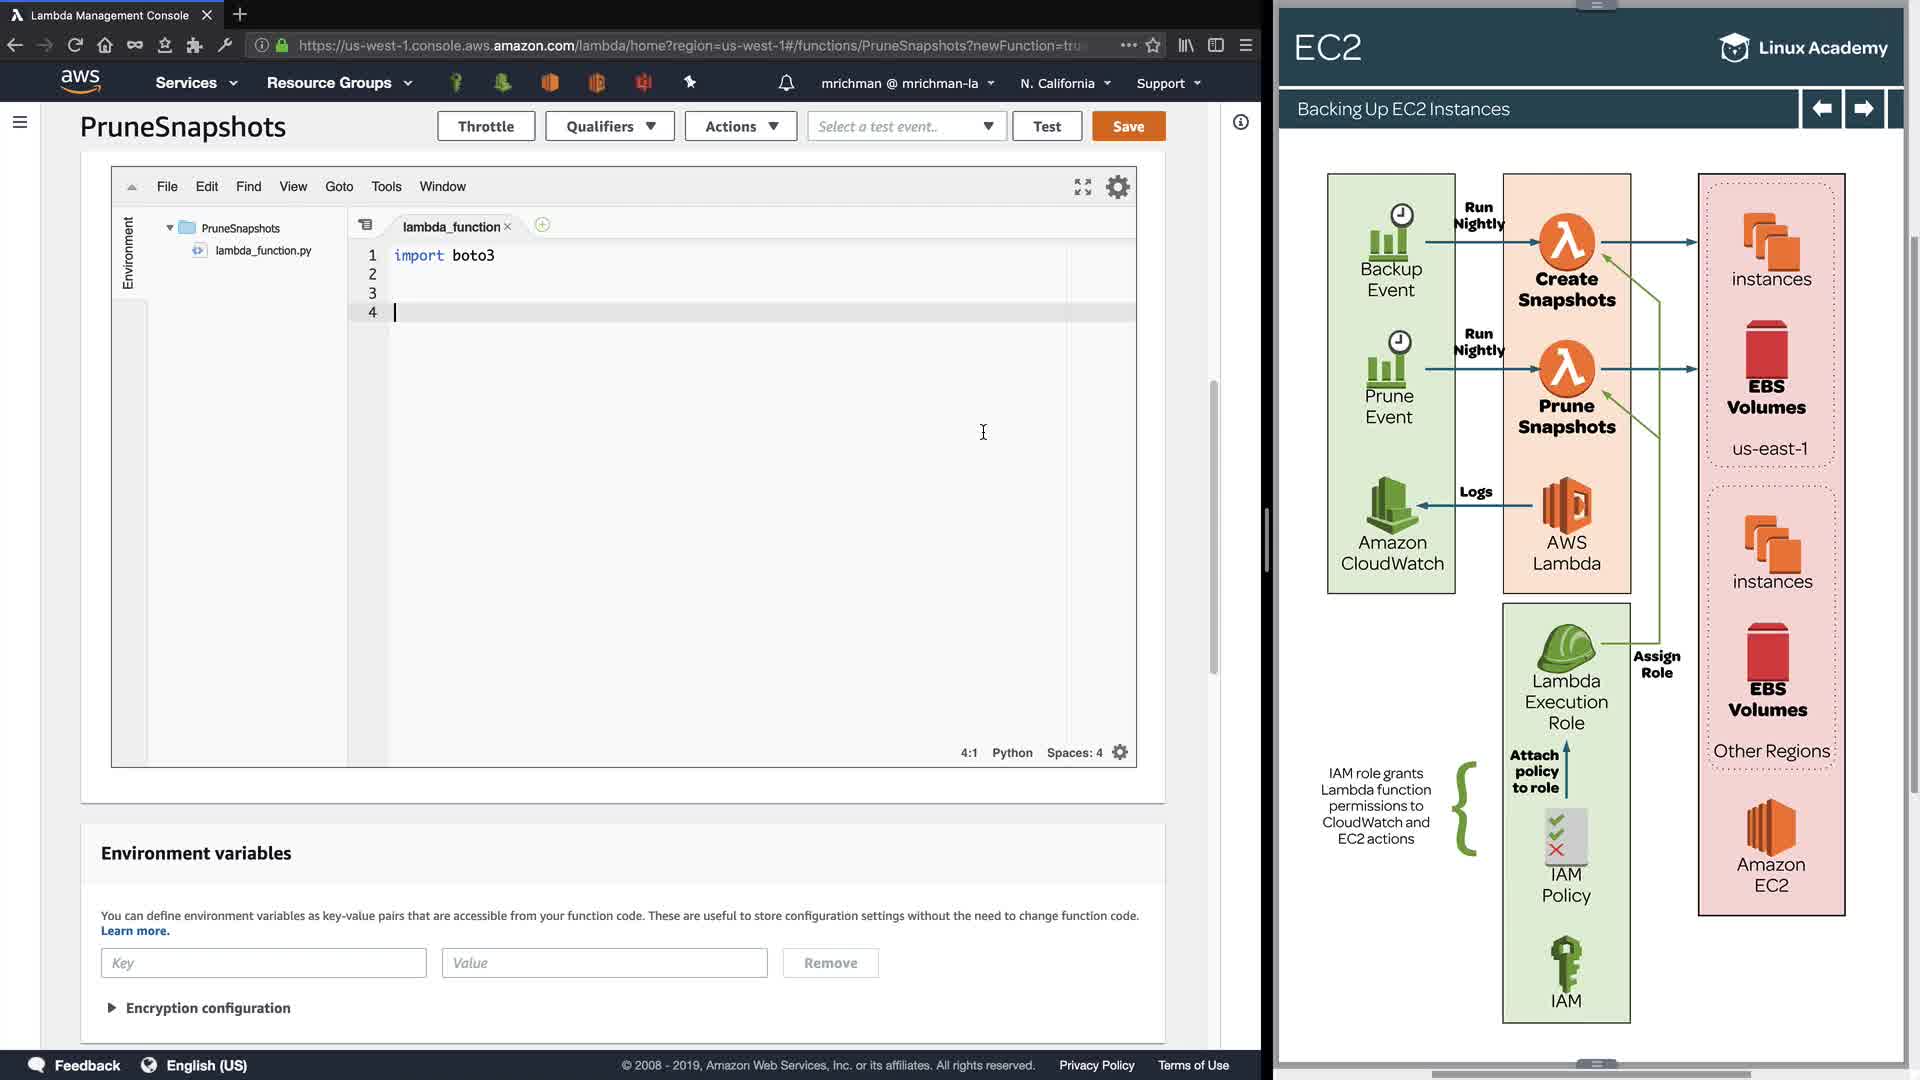 Lambda Management Console
https://us-west-1.console.aws.amazon.com/lambda/home?region=us-west-1#/functions/PruneSnapshots?newFunction=tru
aws
Services
Resource Groups
mrichman @ mrichman-la
N. California
Support
PruneSnapshots
Throttle
Qualifiers
Actions
Select a test event..
Test
Save
File Edit Find View Goto Tools Window
Environment
PruneSnapshots
lambda_function.py
lambda_function
1 import boto3
2
3
4
4:1 Python Spaces: 4
Environment variables
You can define environment variables as key-value pairs that are accessible from your function code. These are useful to store configuration settings without the need to change function code.
Learn more.
Key
Value
Remove
Encryption configuration
Feedback
English (US)
© 2008 - 2019, Amazon Web Services, Inc. or its affiliates. All rights reserved.
Privacy Policy
Terms of Use
EC2
Linux Academy
Backing Up EC2 Instances
Backup
Event
Run
Nightly
Create
Snapshots
instances
Prune
Event
Run
Nightly
Prune
Snapshots
EBS
Volumes
us-east-1
Amazon
CloudWatch
Logs
AWS
Lambda
instances
EBS
Volumes
Other Regions
Amazon
EC2
Lambda
Execution
Role
Assign
Role
Attach
policy
to role
IAM role grants
Lambda function
permissions to
CloudWatch and
EC2 actions
IAM
Policy
IAM